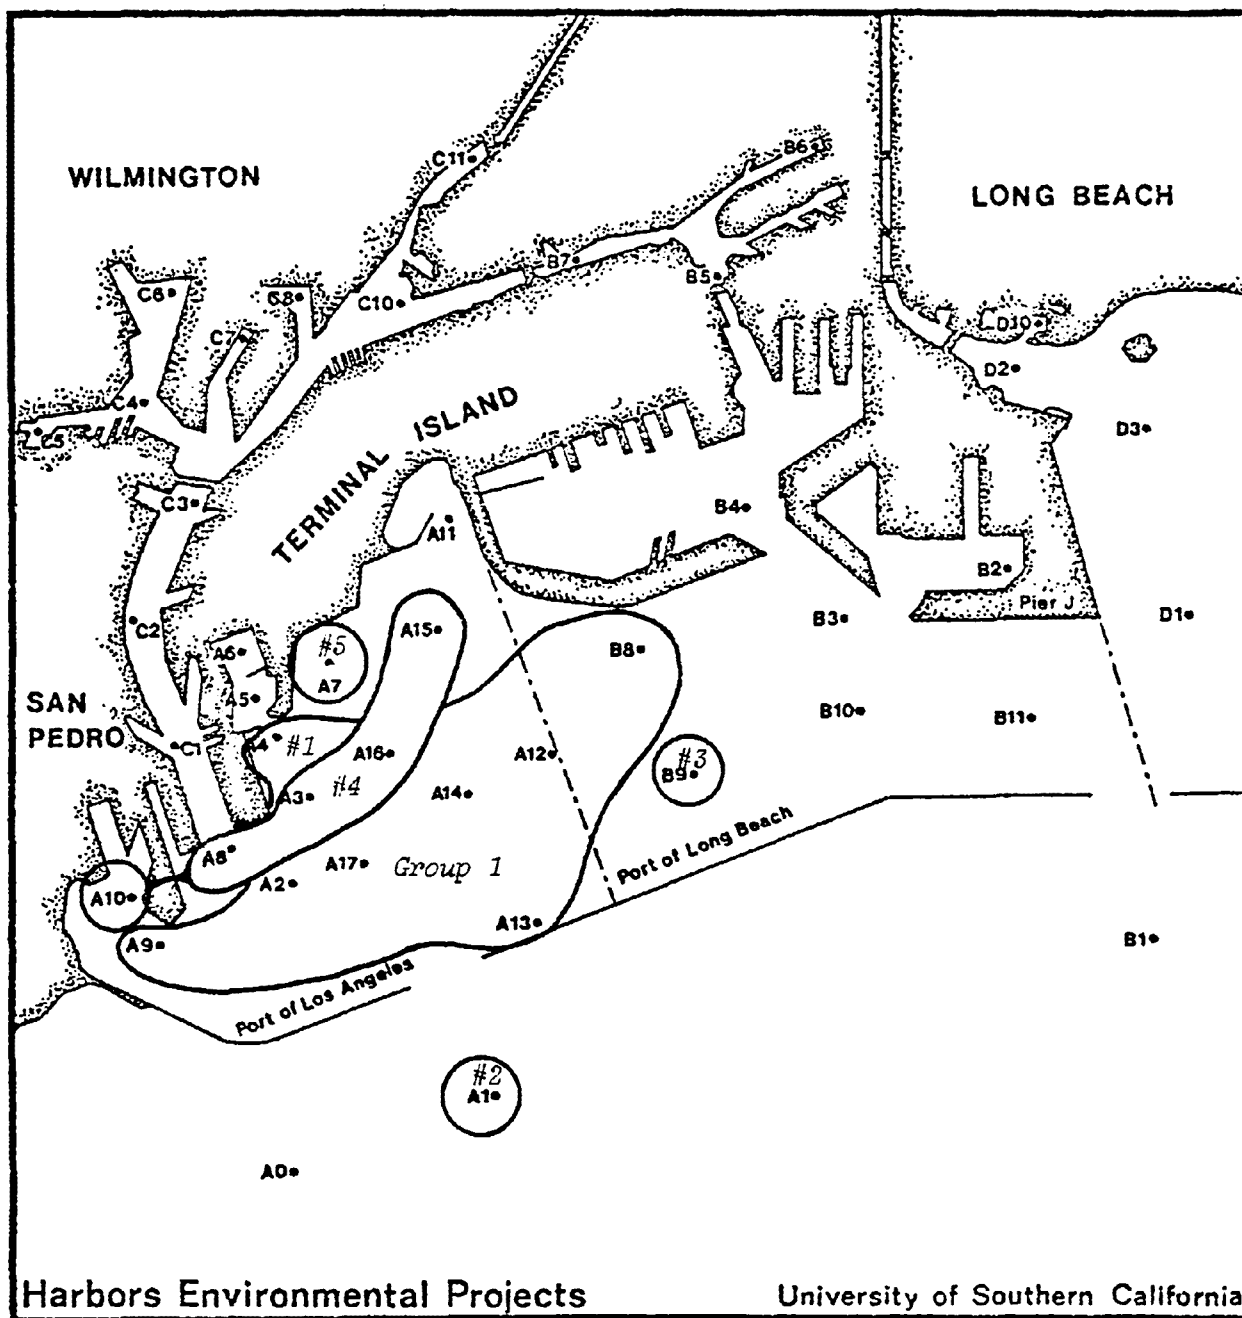 C11
B6
WILMINGTON
LONG BEACH
B7
B5
C6
C8
C10
D10
C7
D2
C4
ISLAND
C5
D3
TERMINAL
C3
B4
A11
B2
Pier J
C2
A15
B3
D1
A6
#5
B8
A7
SAN
PEDRO
A5
B10
B11
C1
A4
#1
A16
A12
#3
B9
A3
#4
A14
Port of Long Beach
A8
A17
Group 1
A2
A10
A13
A9
B1
Port of Los Angeles
#2
A1
A0
Harbors Environmental Projects
University of Southern California